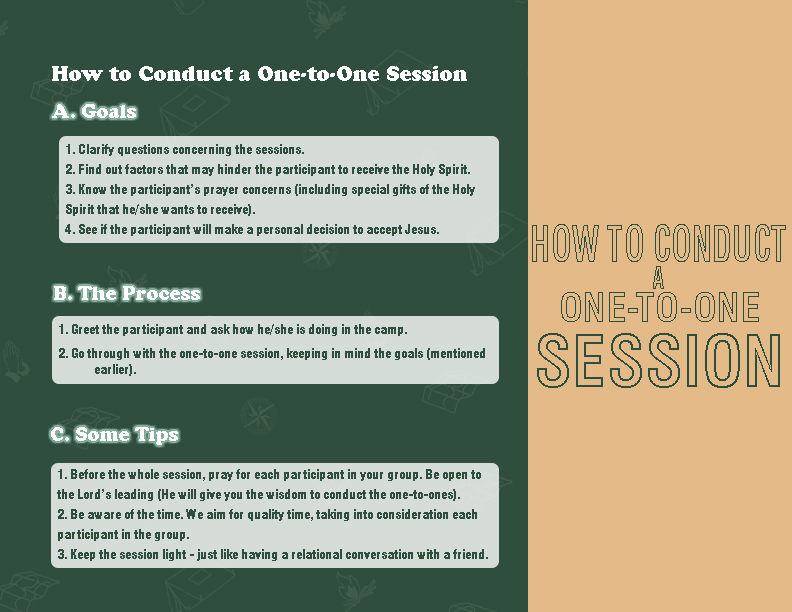 How to Conduct a One-to-One Session
A. Goals
1. Clarify questions concerning the sessions.
2. Find out factors that may hinder the participant to receive the Holy Spirit.
3. Know the participant's prayer concerns (including special gifts of the Holy
Spirit that he/she wants to receive).
4. See if the participant will make a personal decision to accept Jesus.
B. The Process
1. Greet the participant and ask how he/she is doing in the camp.
2. Go through with the one-to-one session, keeping in mind the goals (mentioned
earlier).
C. Some Tips
1. Before the whole session, pray for each participant in your group. Be open to
the Lord's leading (He will give you the wisdom to conduct the one-to-ones).
2. Be aware of the time. We aim for quality time, taking into consideration each
participant in the group.
3. Keep the session light - just like having a relational conversation with a friend.
HOW TO CONDUCT
A
ONE-TO-ONE
SESSION